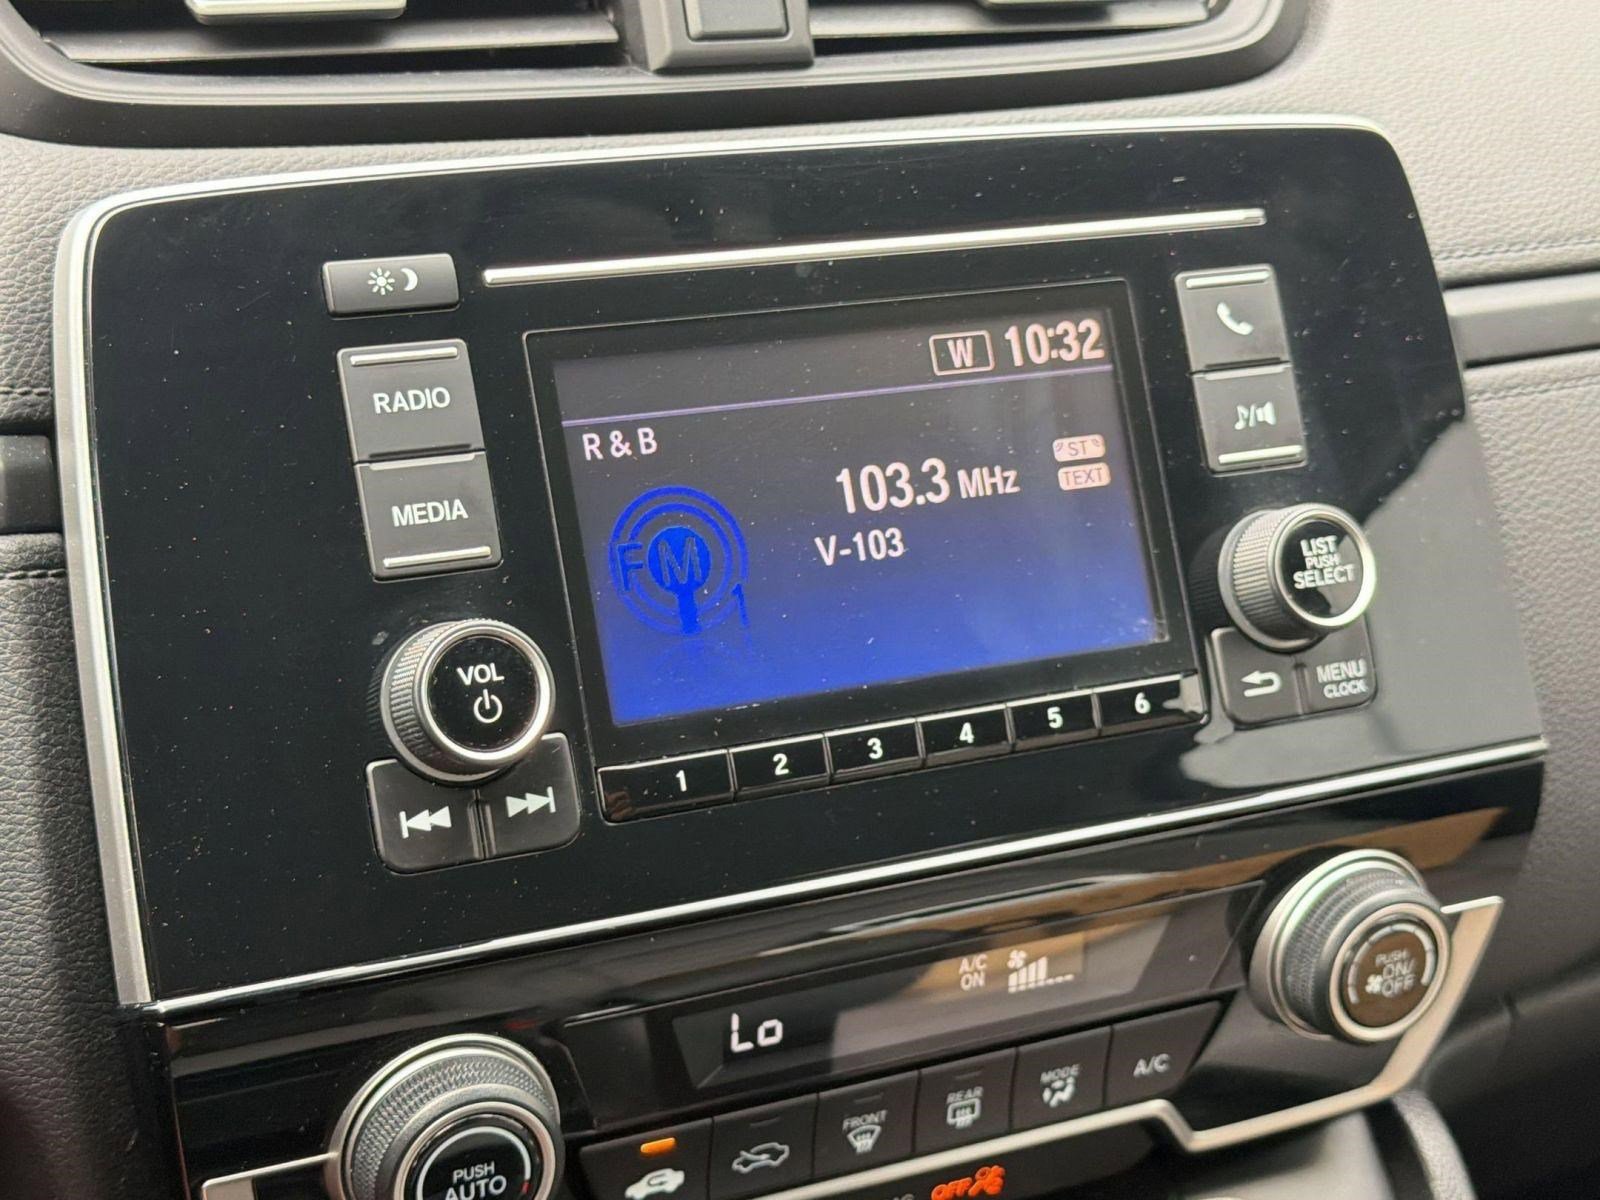 W 10:32
RADIO
R & B
ST
103.3 MHz
TEXT
MEDIA
V-103
FM
1
LIST
PUSH
SELECT
VOL
MENU
CLOCK
1 2 3 4 5 6
A/C
ON
PUSH
ON/
OFF
Lo
FRONT
REAR
MODE
A/C
PUSH
AUTO
OFF